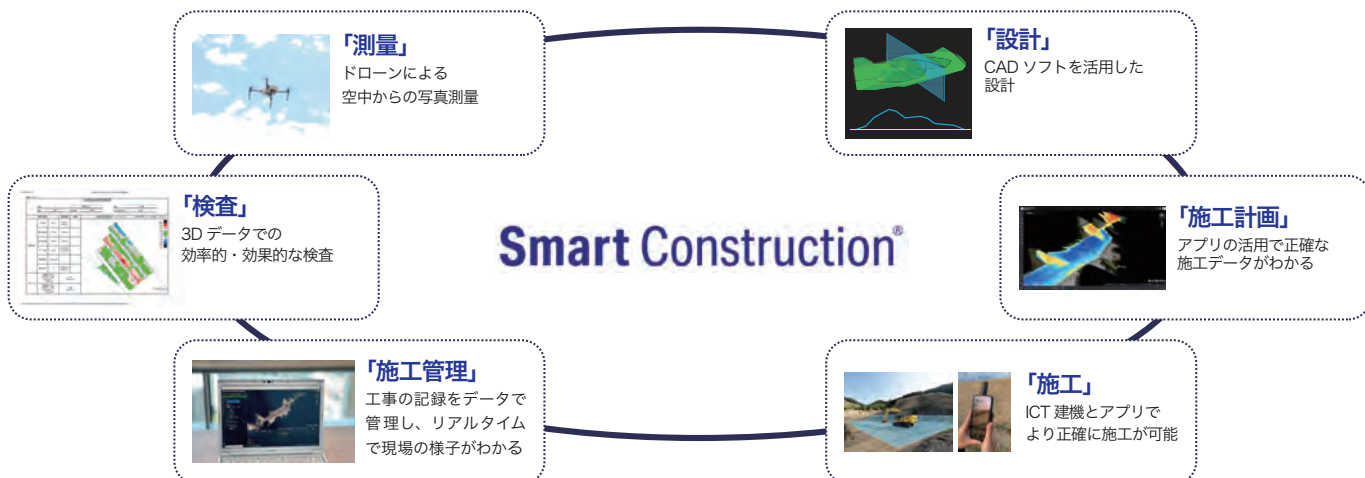 「測量」
ドローンによる
空中からの写真測量
「設計」
CAD ソフトを活用した
設計
「検査」
3D データでの
効率的・効果的な検査
Smart Construction®
「施工計画」
アプリの活用で正確な
施工データがわかる
「施工管理」
工事の記録をデータで
管理し、リアルタイム
で現場の様子がわかる
「施工」
ICT 建機とアプリで
より正確に施工が可能